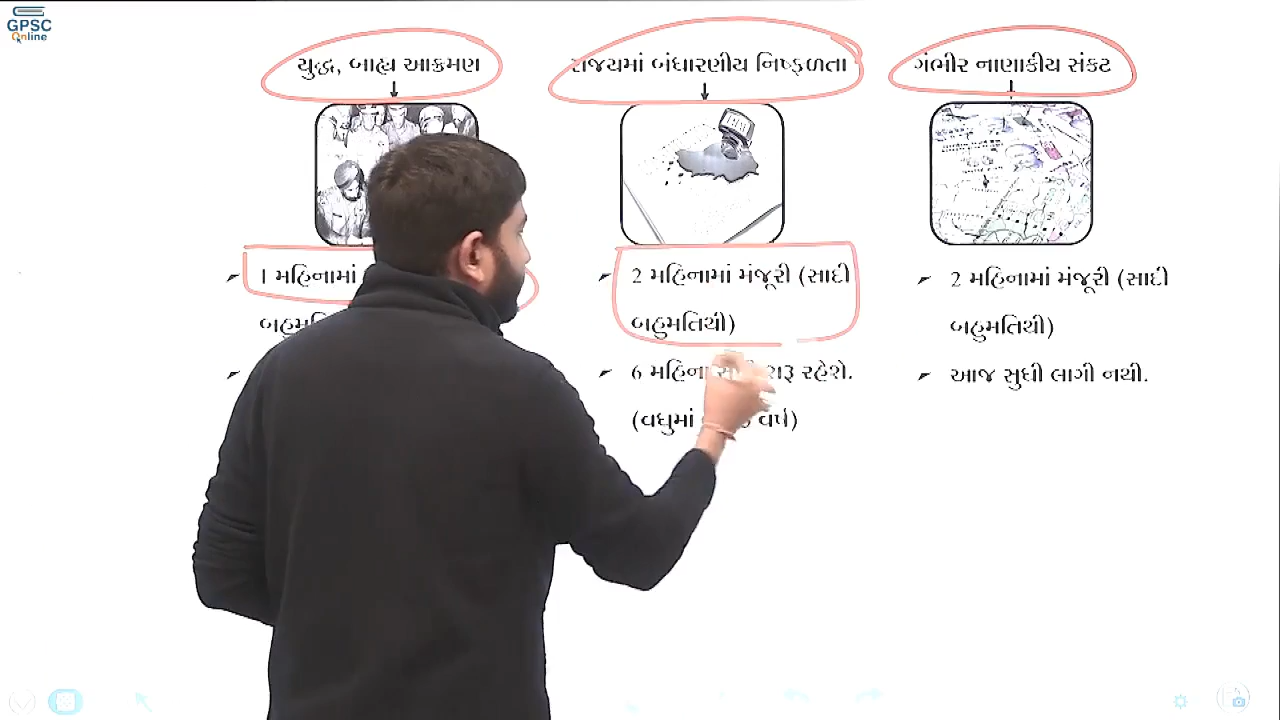 GPSC
Online
યુદ્ધ, બાહ્ય આક્રમણ
રાજયમાં બંધારણીય નિષ્ફળતા
ગંભીર નાણાકીય સંકટ
1 મહિનામાં
2 મહિનામાં મંજૂરી (સાદી
બહુમતિથી)
6 મહિના રહેશે.
(વધુમાં વર્ષ)
2 મહિનામાં મંજૂરી (સાદી
બહુમતિથી)
આજ સુધી લાગી નથી.